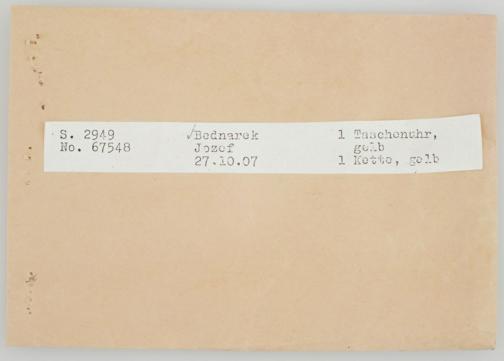 S. 2949
No. 67548
√Bednarek
Jozef
27.10.07
1 Taschenuhr,
gelb
1 Kette, gelb